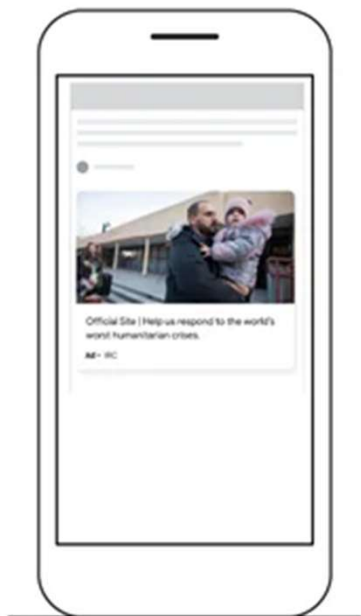 Official Site | Help us respond to the world's
worst humanitarian crises.
Ad • IRC